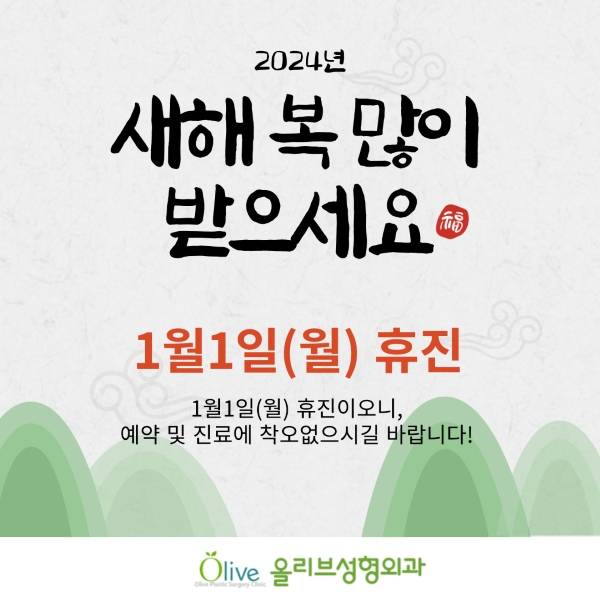 2024년
새해 복 많이
받으세요 福
1월1일(월) 휴진
1월1일(월) 휴진이오니,
예약 및 진료에 착오없으시길 바랍니다!
Olive 올리브성형외과
Olive Plastic Surgery Clinic